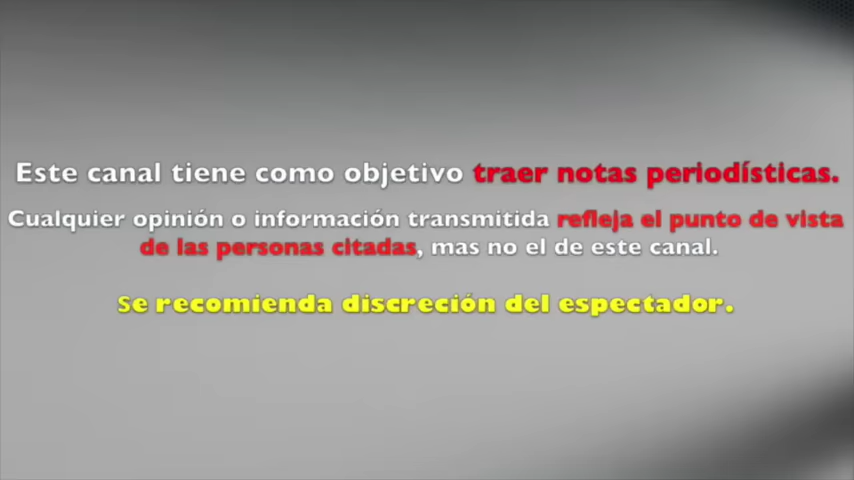 Este canal tiene como objetivo traer notas periodísticas.
Cualquier opinión o información transmitida refleja el punto de vista
de las personas citadas, mas no el de este canal.
Se recomienda discreción del espectador.